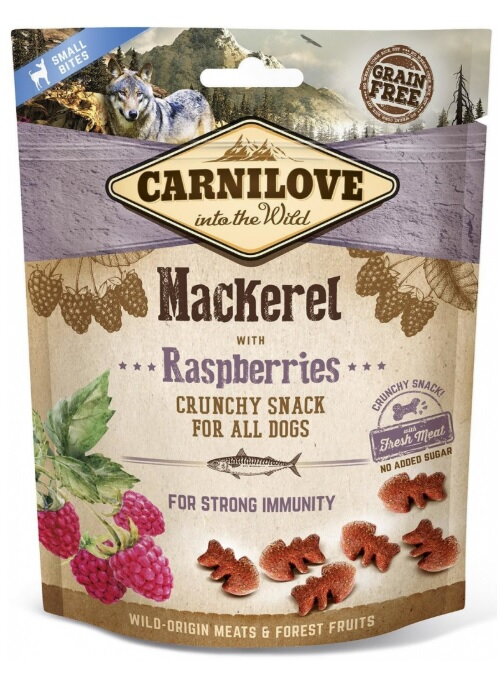 SMALL
BITES
GRAIN
FREE
CARNILOVE
into the Wild
Mackerel
WITH
Raspberries
CRUNCHY SNACK
FOR ALL DOGS
CRUNCHY SNACK!
with
Fresh Meat
NO ADDED SUGAR
FOR STRONG IMMUNITY
WILD-ORIGIN MEATS & FOREST FRUITS